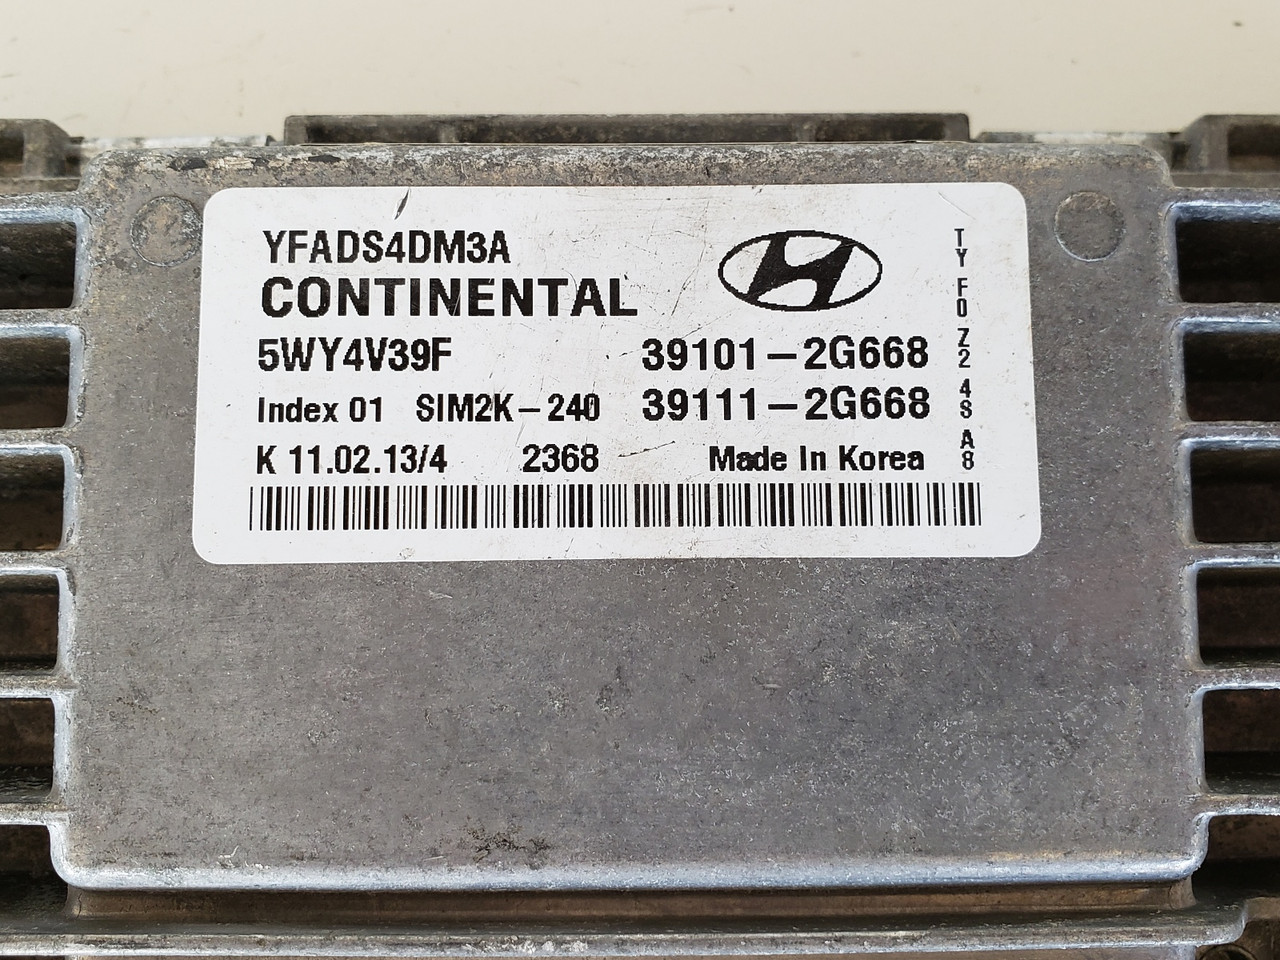 YFADS4DM3A
CONTINENTAL
5WY4V39F 39101-2G668
Index 01 SIM2K-240 39111-2G668
K 11.02.13/4 2368 Made In Korea
TY F0 Z2 4S A8